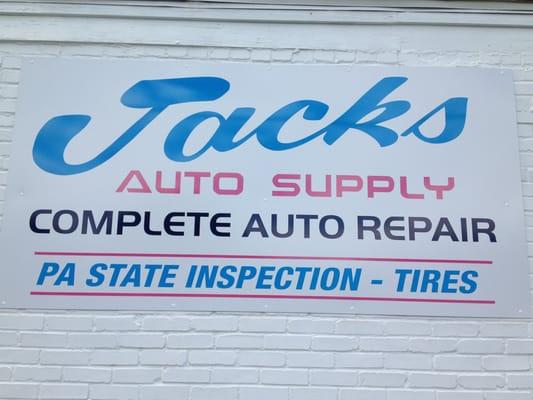 Jacks
AUTO SUPPLY
COMPLETE AUTO REPAIR
PA STATE INSPECTION - TIRES